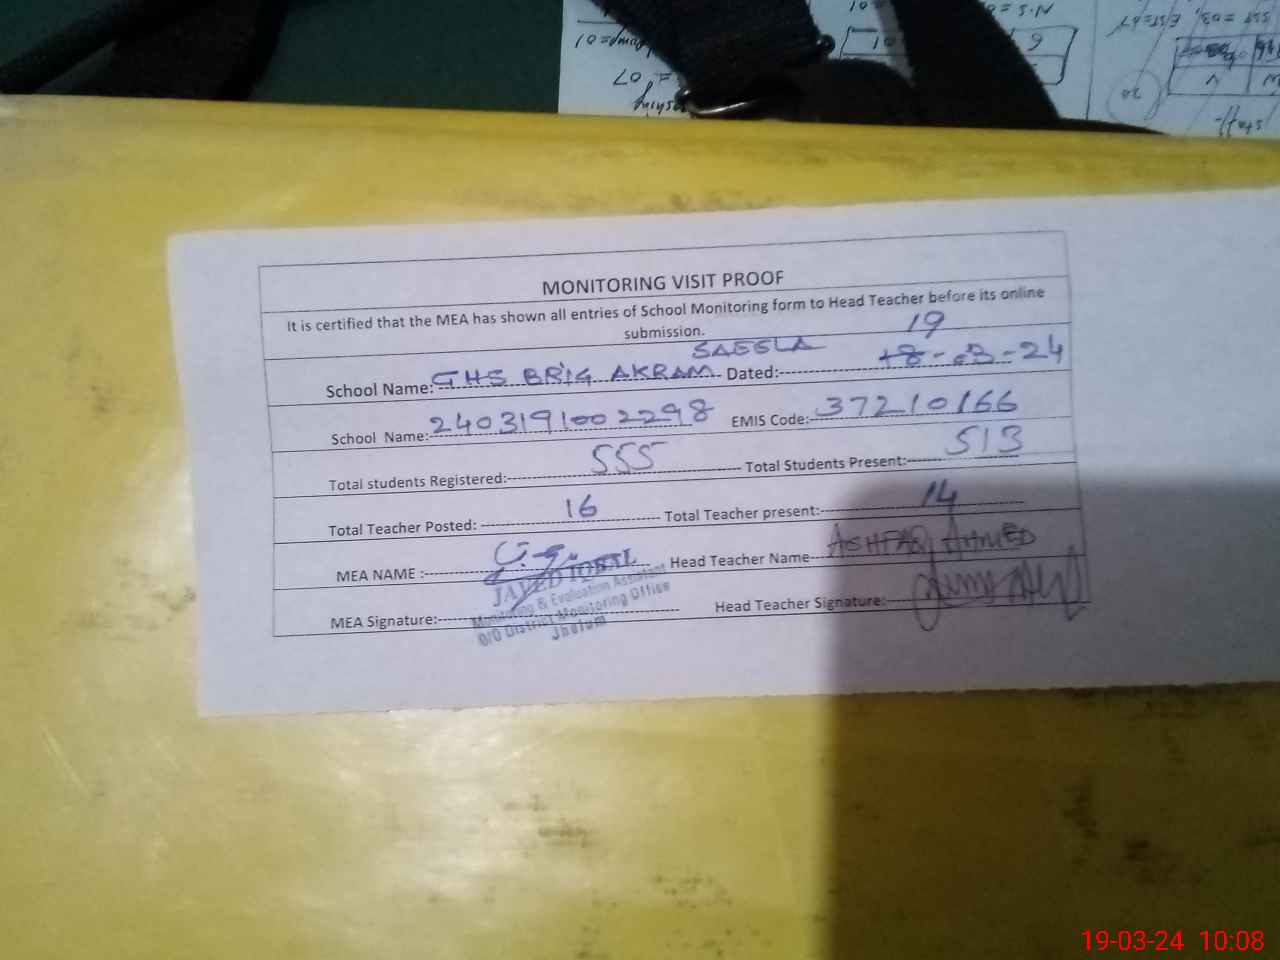 MONITORING VISIT PROOF
It is certified that the MEA has shown all entries of School Monitoring form to Head Teacher before its online
submission.
School Name: GHS BRIG AKRAM SAEELA Dated: 19 18-03-24
School Name: 2403191002298 EMIS Code: 37210166
Total students Registered: 555 Total Students Present: 513
Total Teacher Posted: 16 Total Teacher present: 14
MEA NAME : Head Teacher Name ASHFAQ AHMED
JAVED IQBAL
Monitoring & Evaluation Assistant
O/O District Monitoring Office
Jhelum
MEA Signature: Head Teacher Signature:
19-03-24 10:08